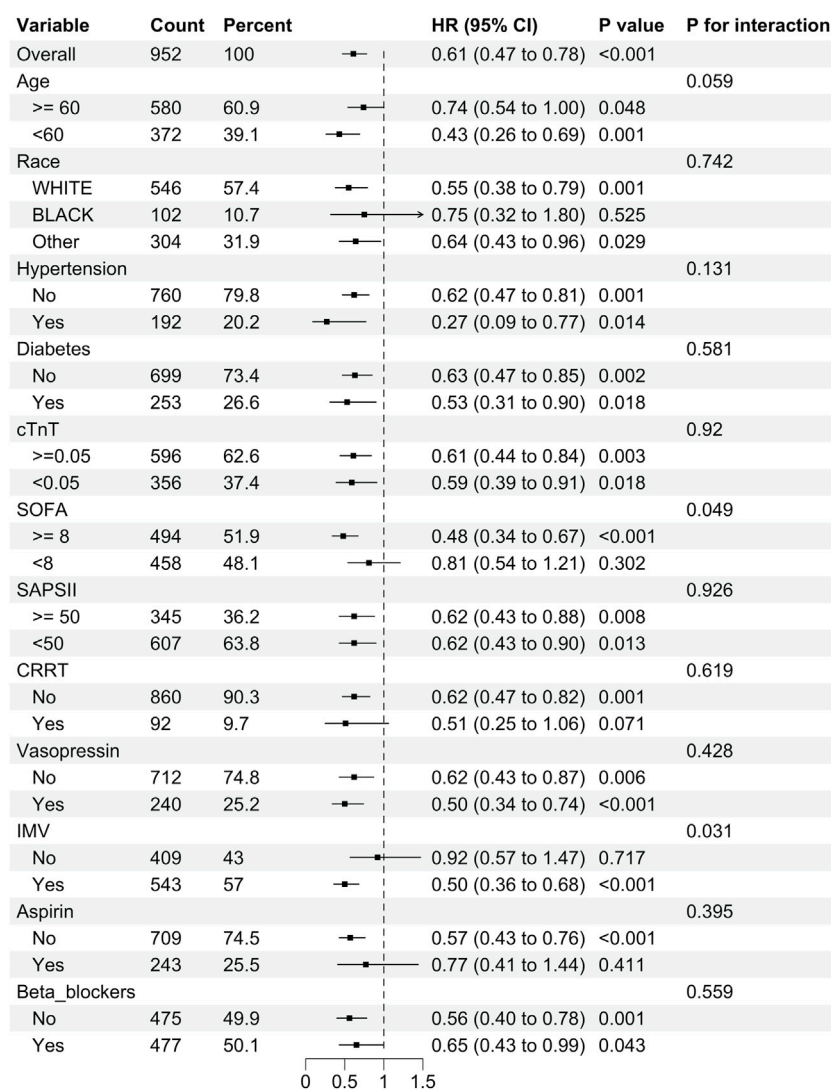 Variable Count Percent HR (95% CI) P value P for interaction
Overall 952 100 0.61 (0.47 to 0.78) <0.001
Age 0.059
>= 60 580 60.9 0.74 (0.54 to 1.00) 0.048
<60 372 39.1 0.43 (0.26 to 0.69) 0.001
Race 0.742
WHITE 546 57.4 0.55 (0.38 to 0.79) 0.001
BLACK 102 10.7 0.75 (0.32 to 1.80) 0.525
Other 304 31.9 0.64 (0.43 to 0.96) 0.029
Hypertension 0.131
No 760 79.8 0.62 (0.47 to 0.81) 0.001
Yes 192 20.2 0.27 (0.09 to 0.77) 0.014
Diabetes 0.581
No 699 73.4 0.63 (0.47 to 0.85) 0.002
Yes 253 26.6 0.53 (0.31 to 0.90) 0.018
cTnT 0.92
>=0.05 596 62.6 0.61 (0.44 to 0.84) 0.003
<0.05 356 37.4 0.59 (0.39 to 0.91) 0.018
SOFA 0.049
>= 8 494 51.9 0.48 (0.34 to 0.67) <0.001
<8 458 48.1 0.81 (0.54 to 1.21) 0.302
SAPSII 0.926
>= 50 345 36.2 0.62 (0.43 to 0.88) 0.008
<50 607 63.8 0.62 (0.43 to 0.90) 0.013
CRRT 0.619
No 860 90.3 0.62 (0.47 to 0.82) 0.001
Yes 92 9.7 0.51 (0.25 to 1.06) 0.071
Vasopressin 0.428
No 712 74.8 0.62 (0.43 to 0.87) 0.006
Yes 240 25.2 0.50 (0.34 to 0.74) <0.001
IMV 0.031
No 409 43 0.92 (0.57 to 1.47) 0.717
Yes 543 57 0.50 (0.36 to 0.68) <0.001
Aspirin 0.395
No 709 74.5 0.57 (0.43 to 0.76) <0.001
Yes 243 25.5 0.77 (0.41 to 1.44) 0.411
Beta_blockers 0.559
No 475 49.9 0.56 (0.40 to 0.78) 0.001
Yes 477 50.1 0.65 (0.43 to 0.99) 0.043
0 0.5 1 1.5